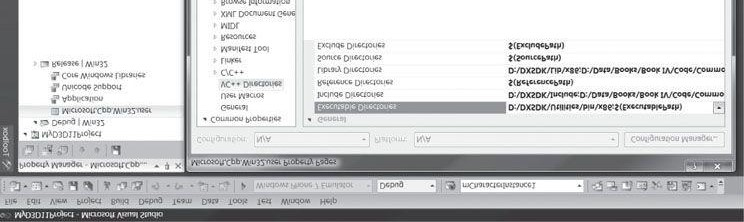 MyD3D11Project - Microsoft Visual Studio
File Edit View Project Build Debug Team Data Tools Test Window Help
Windows Phone 7 Emulator Debug mCharacterInstance1
Toolbox
Property Manager - Microsoft.Cpp...
MyD3D11Project
Debug | Win32
Microsoft.Cpp.Win32.user
Application
Unicode Support
Core Windows Libraries
Release | Win32
Microsoft.Cpp.Win32.user Property Pages
Configuration: N/A Platform: N/A Configuration Manager...
Common Properties
General
User Macros
VC++ Directories
C/C++
Linker
Manifest Tool
Resources
MIDL
XML Document Gene
Browse Information
General
Executable Directories D:/DXSDK/Utilities/bin/x86;$(ExecutablePath)
Include Directories D:/DXSDK/Include;D:/Data/Books/Book IV/Code/Commo
Reference Directories $(ReferencePath)
Library Directories D:/DXSDK/Lib/x86;D:/Data/Books/Book IV/Code/Commo
Source Directories $(SourcePath)
Exclude Directories $(ExcludePath)